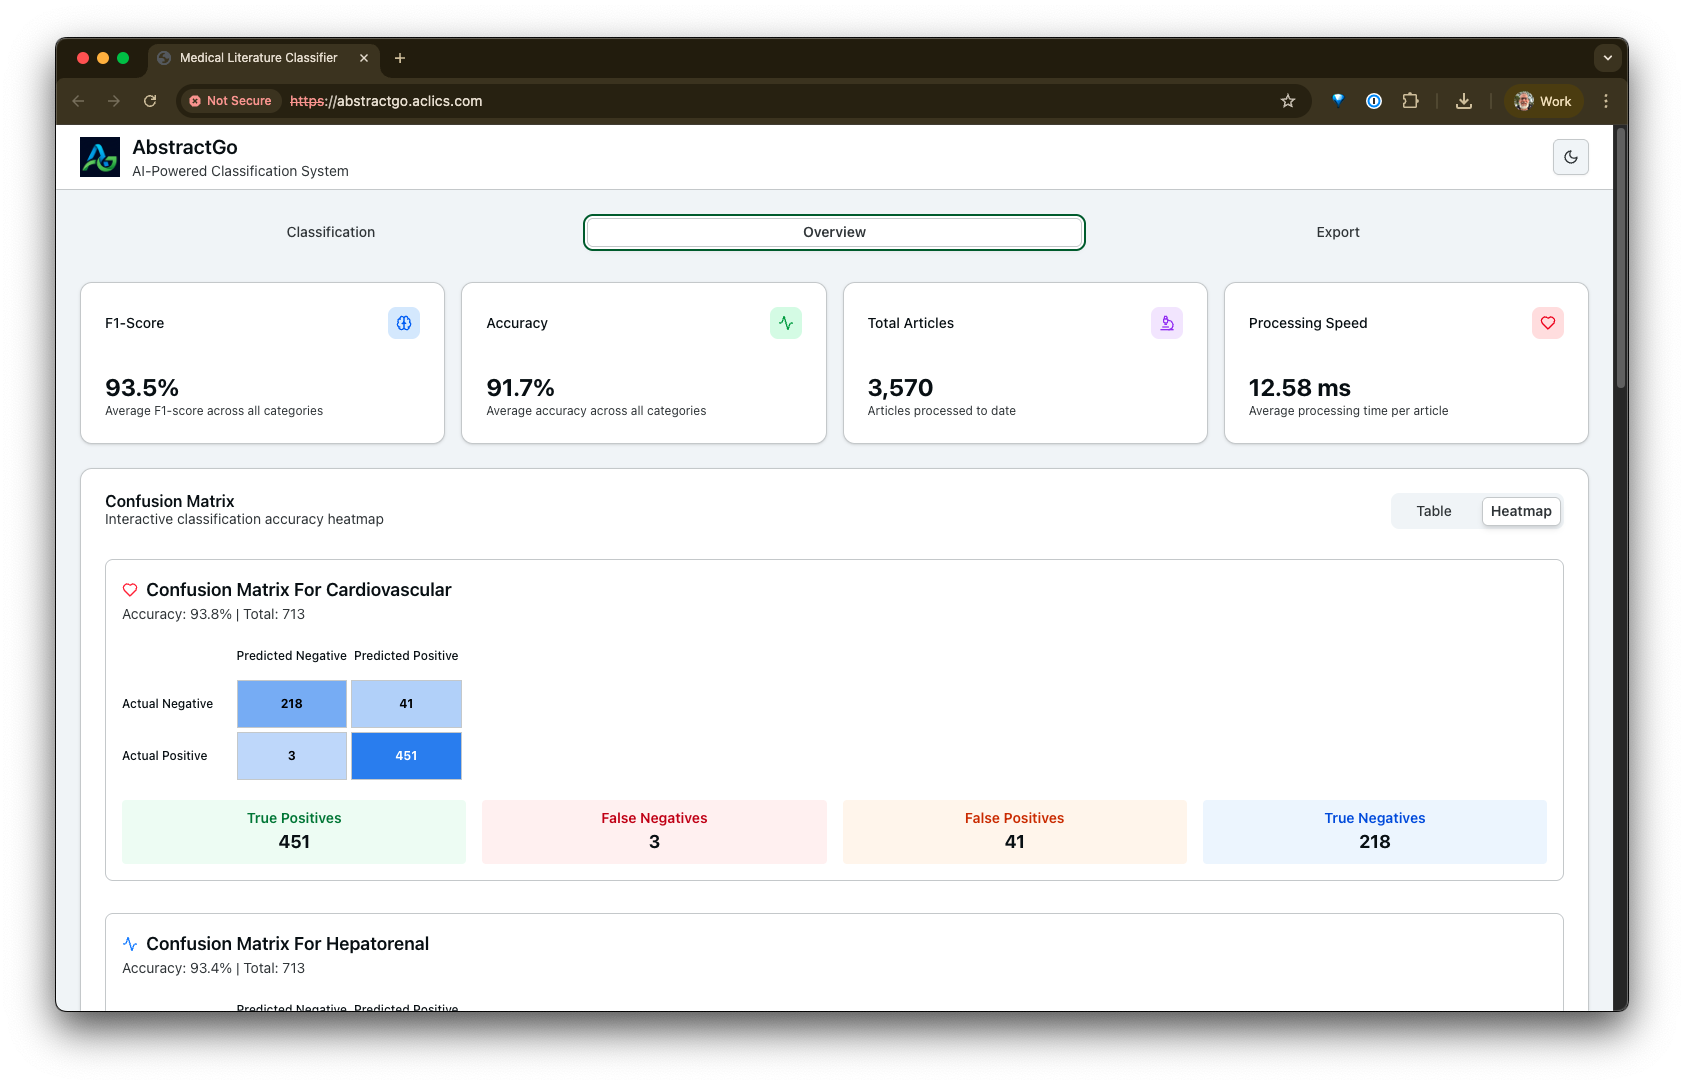 Medical Literature Classifier
Not Secure https://abstractgo.aclics.com
Work
AbstractGo
AI-Powered Classification System
Classification Overview Export
F1-Score
93.5%
Average F1-score across all categories
Accuracy
91.7%
Average accuracy across all categories
Total Articles
3,570
Articles processed to date
Processing Speed
12.58 ms
Average processing time per article
Confusion Matrix
Interactive classification accuracy heatmap
Table Heatmap
Confusion Matrix For Cardiovascular
Accuracy: 93.8% | Total: 713
Predicted Negative Predicted Positive
Actual Negative 218 41
Actual Positive 3 451
True Positives
451
False Negatives
3
False Positives
41
True Negatives
218
Confusion Matrix For Hepatorenal
Accuracy: 93.4% | Total: 713
Predicted Negative Predicted Positive